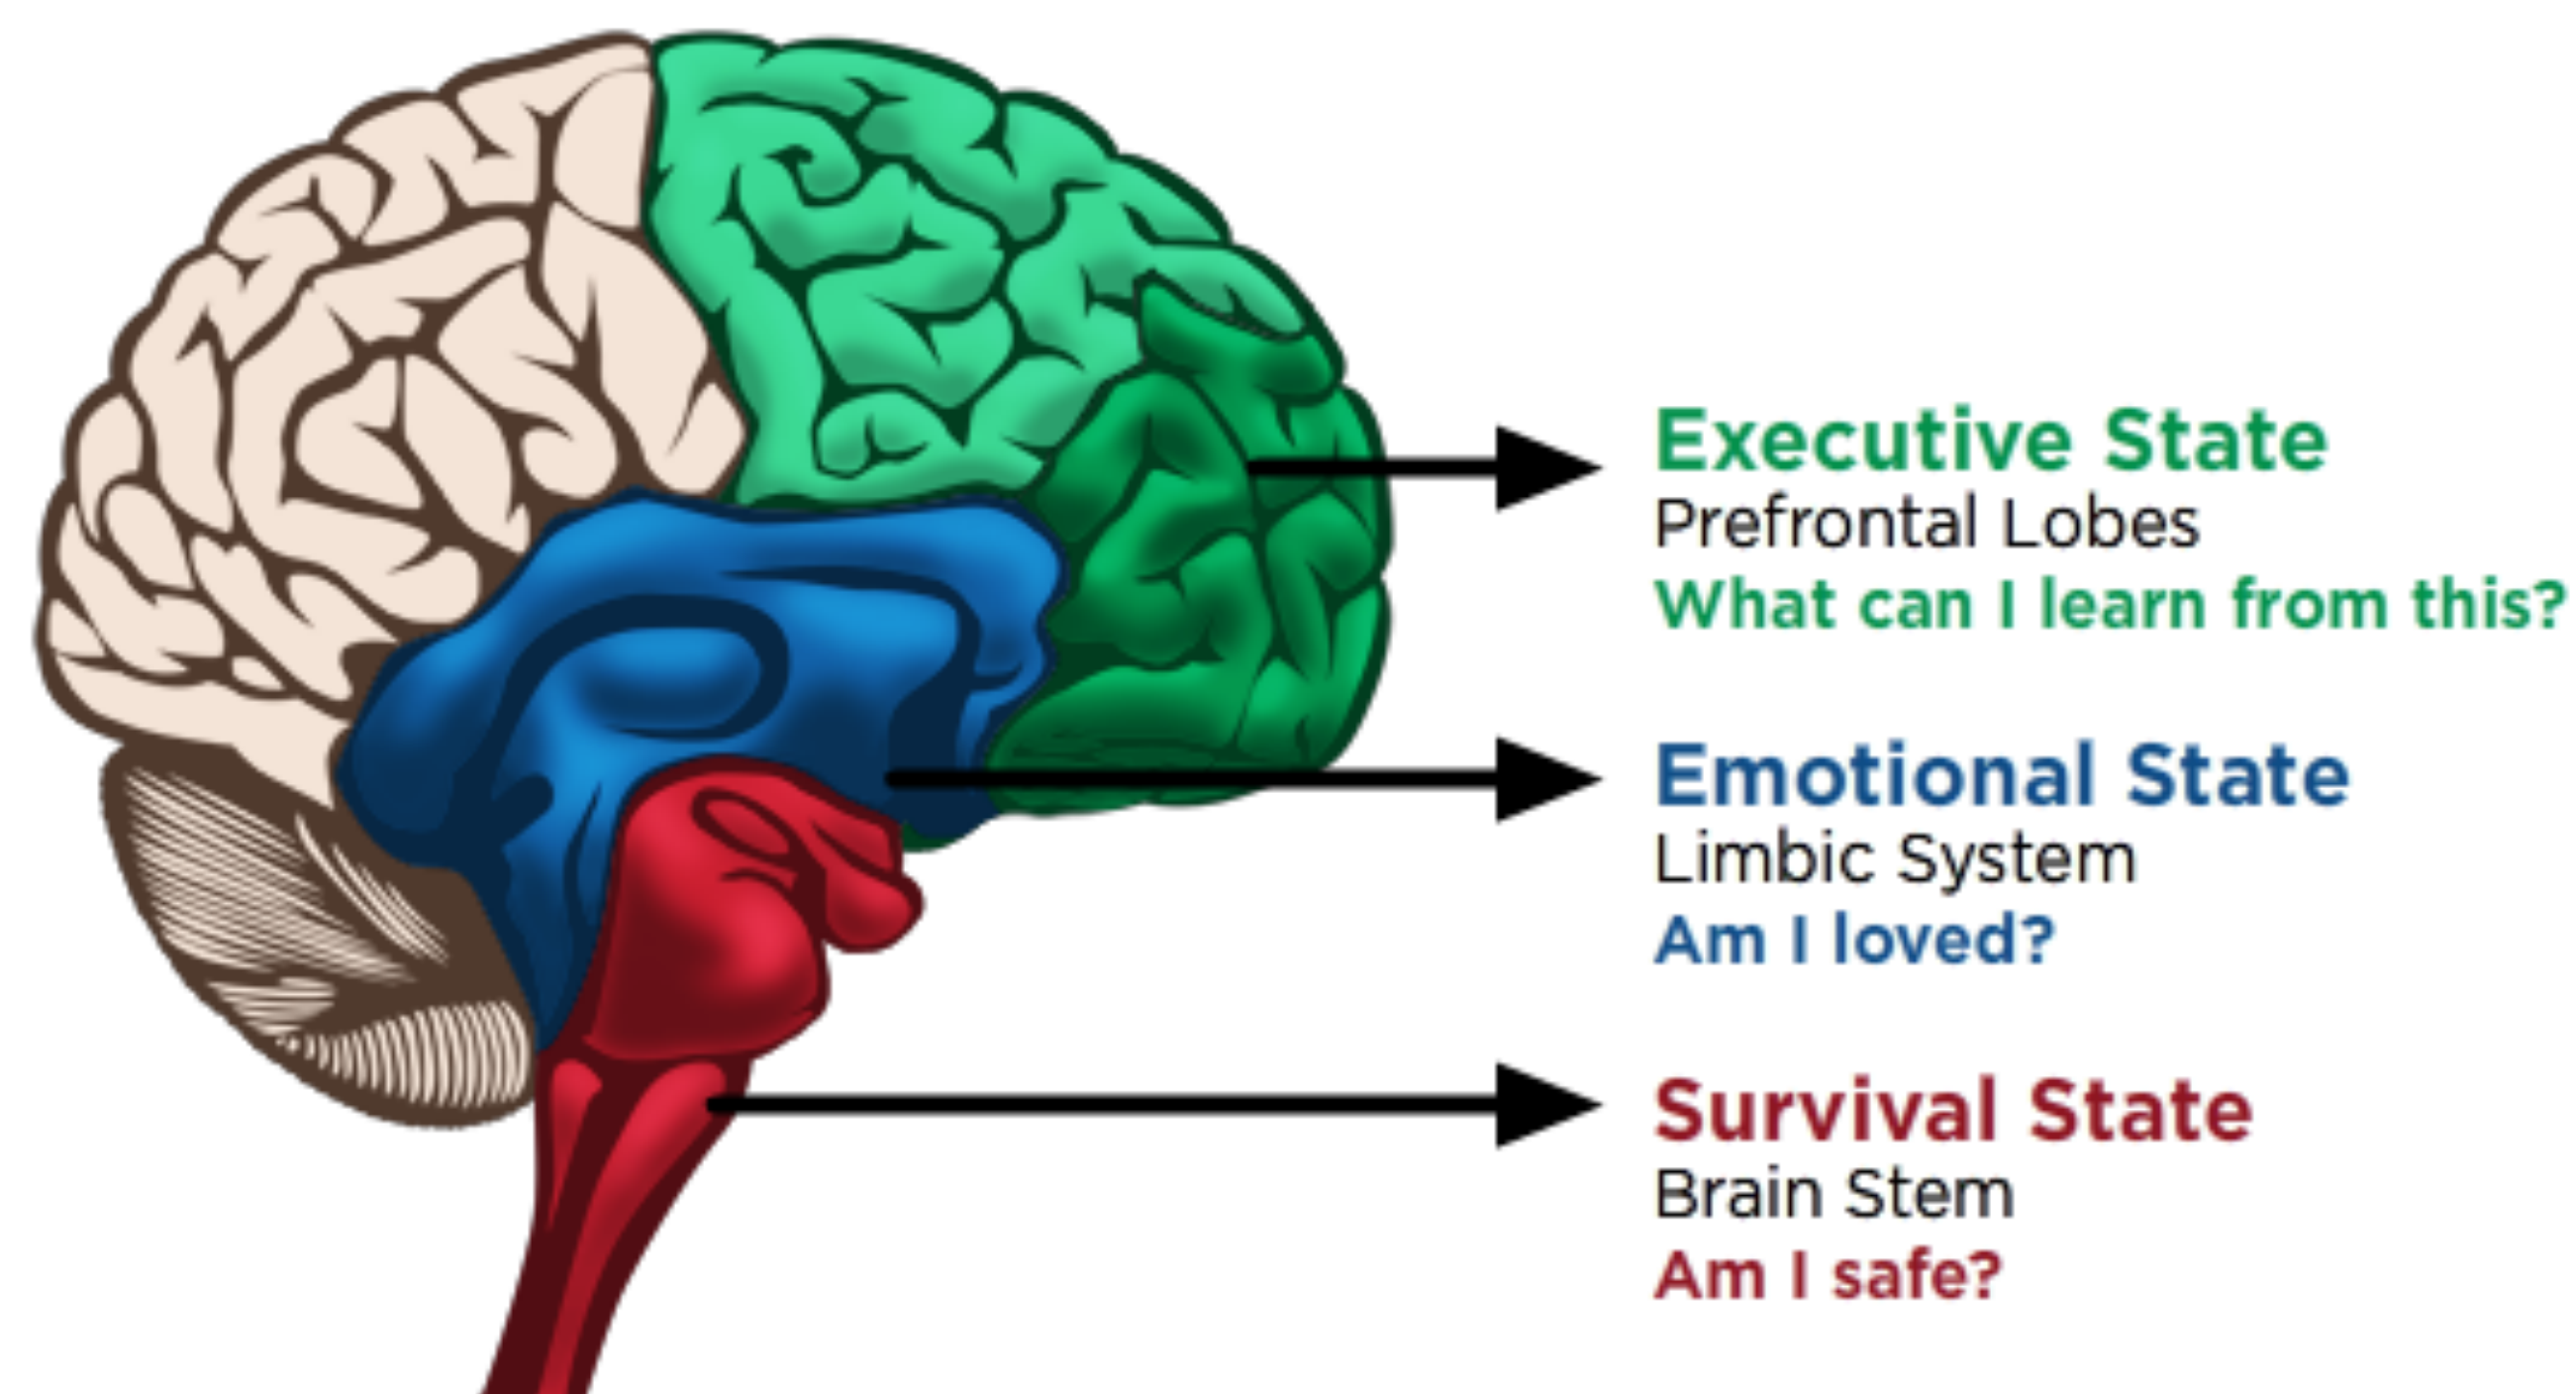 Executive State
Prefrontal Lobes
What can I learn from this?
Emotional State
Limbic System
Am I loved?
Survival State
Brain Stem
Am I safe?